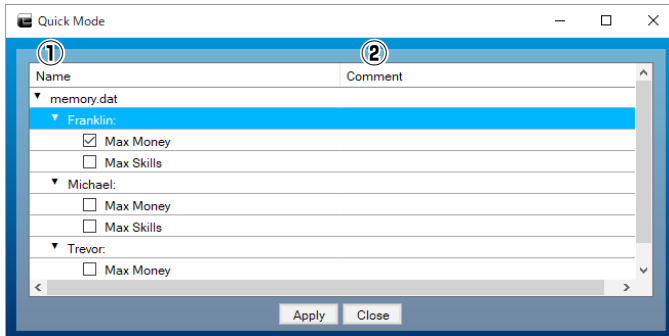 Quick Mode
① ②
Name Comment
memory.dat
Franklin:
Max Money
Max Skills
Michael:
Max Money
Max Skills
Trevor:
Max Money
Apply Close